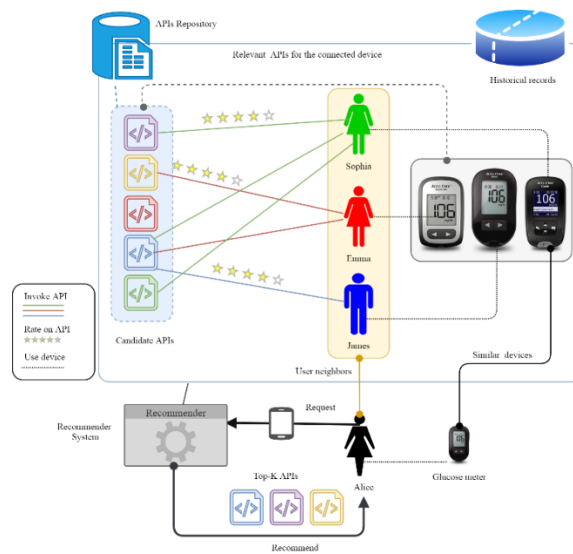 APIs Repository
Relevant APIs for the connected device
Historical records
</>
</>
</>
</>
</>
Sophia
Emma
James
106
106
106
Candidate APIs
Invoke API
Rate on API
Use device
User neighbors
Similar devices
Recommender
System
Recommender
Request
Alice
Glucose meter
Top-K APIs
</>
</>
</>
Recommend